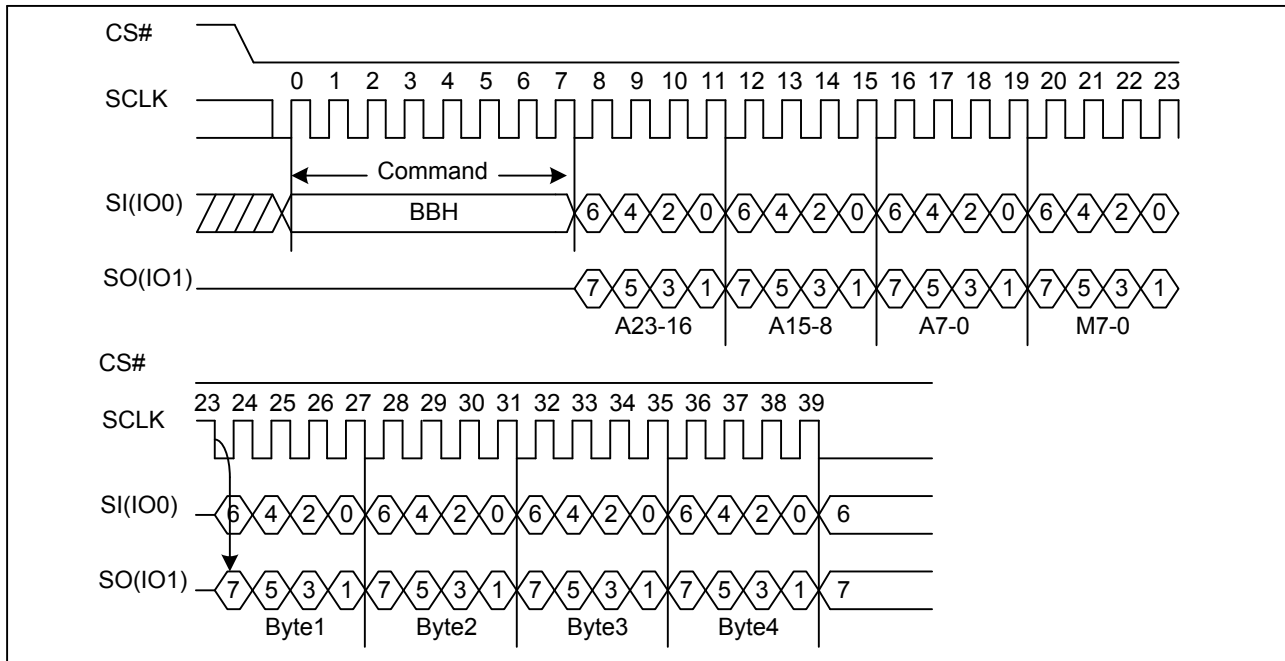 CS#
0 1 2 3 4 5 6 7 8 9 10 11 12 13 14 15 16 17 18 19 20 21 22 23
SCLK
Command
SI(IO0) BBH 6 4 2 0 6 4 2 0 6 4 2 0 6 4 2 0
SO(IO1) 7 5 3 1 7 5 3 1 7 5 3 1 7 5 3 1
A23-16 A15-8 A7-0 M7-0
CS#
23 24 25 26 27 28 29 30 31 32 33 34 35 36 37 38 39
SCLK
SI(IO0) 6 4 2 0 6 4 2 0 6 4 2 0 6 4 2 0 6
SO(IO1) 7 5 3 1 7 5 3 1 7 5 3 1 7 5 3 1 7
Byte1 Byte2 Byte3 Byte4